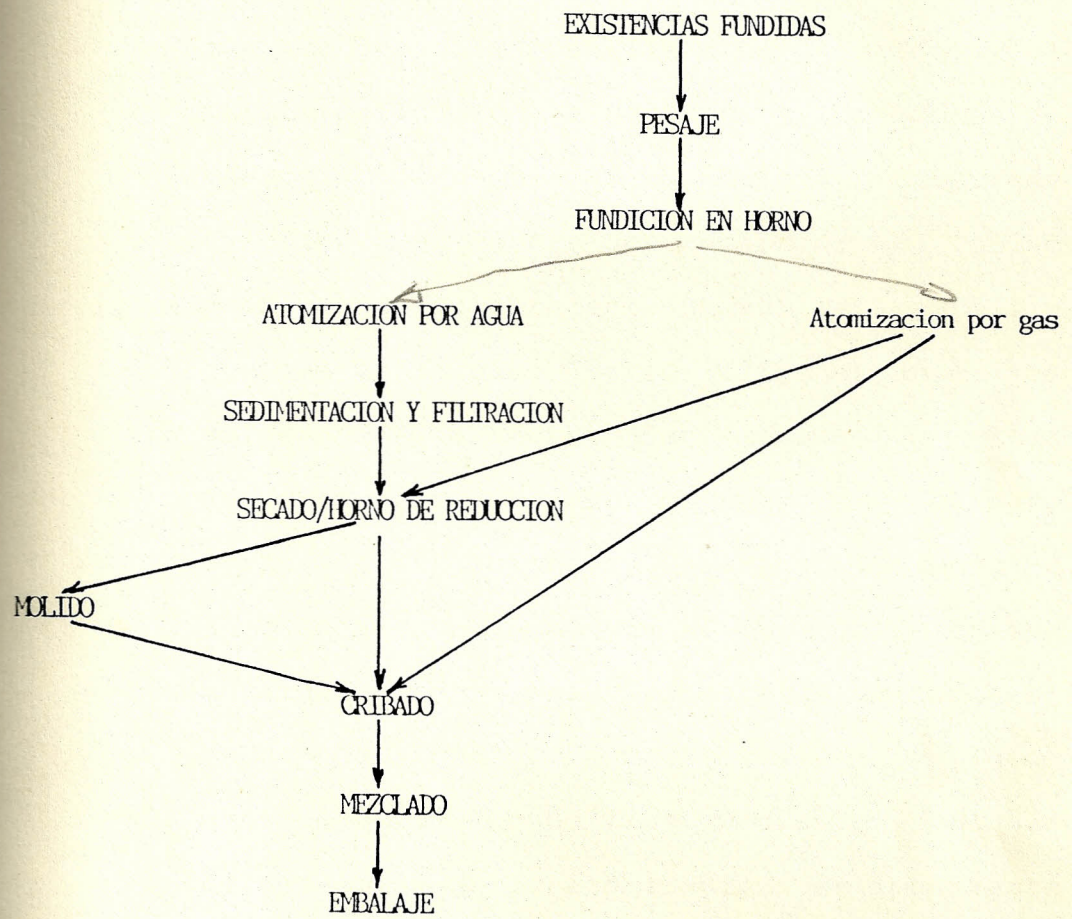 EXISTENCIAS FUNDIDAS
PESAJE
FUNDICION EN HORNO
ATOMIZACION POR AGUA
Atomizacion por gas
SEDIMENTACION Y FILTRACION
SECADO/HORNO DE REDUCCION
MOLIDO
CRIBADO
MEZCLADO
EMBALAJE